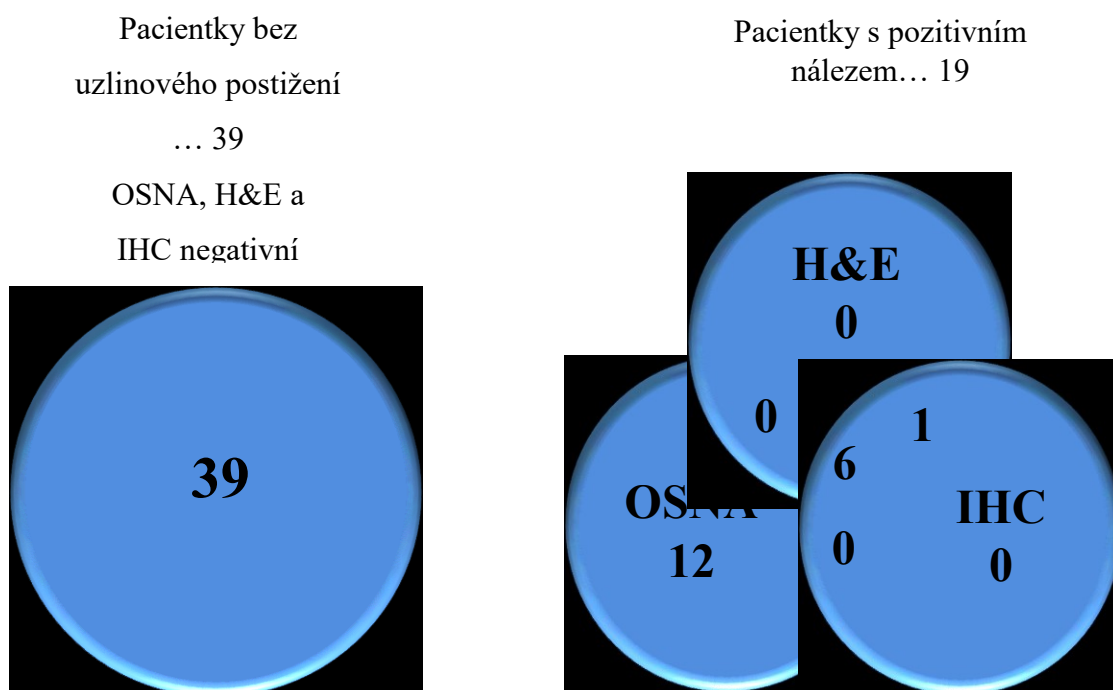 Pacientky bez
uzlinového postižení
… 39
OSNA, H&E a
IHC negativní
39
Pacientky s pozitivním
nálezem… 19
H&E
0
0
1
6
0
OSNA
12
IHC
0